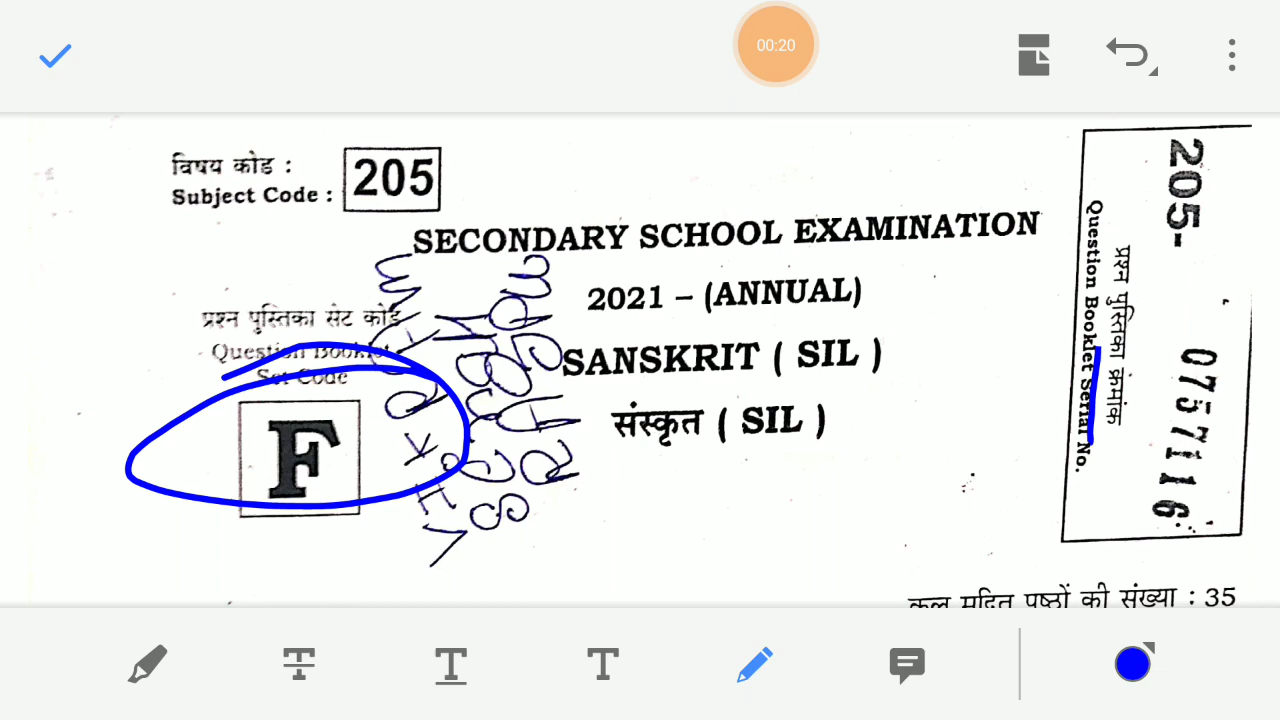 00:20
विषय कोड :
Subject Code :
205
SECONDARY SCHOOL EXAMINATION
2021 – (ANNUAL)
SANSKRIT ( SIL )
संस्कृत ( SIL )
प्रश्न पुस्तिका सेट कोड
Question Booklet
Set Code
F
205-
प्रश्न पुस्तिका क्रमांक
Question Booklet Serial No.
0757116
कुल मुद्रित पृष्ठों की संख्या : 35
T
T
T